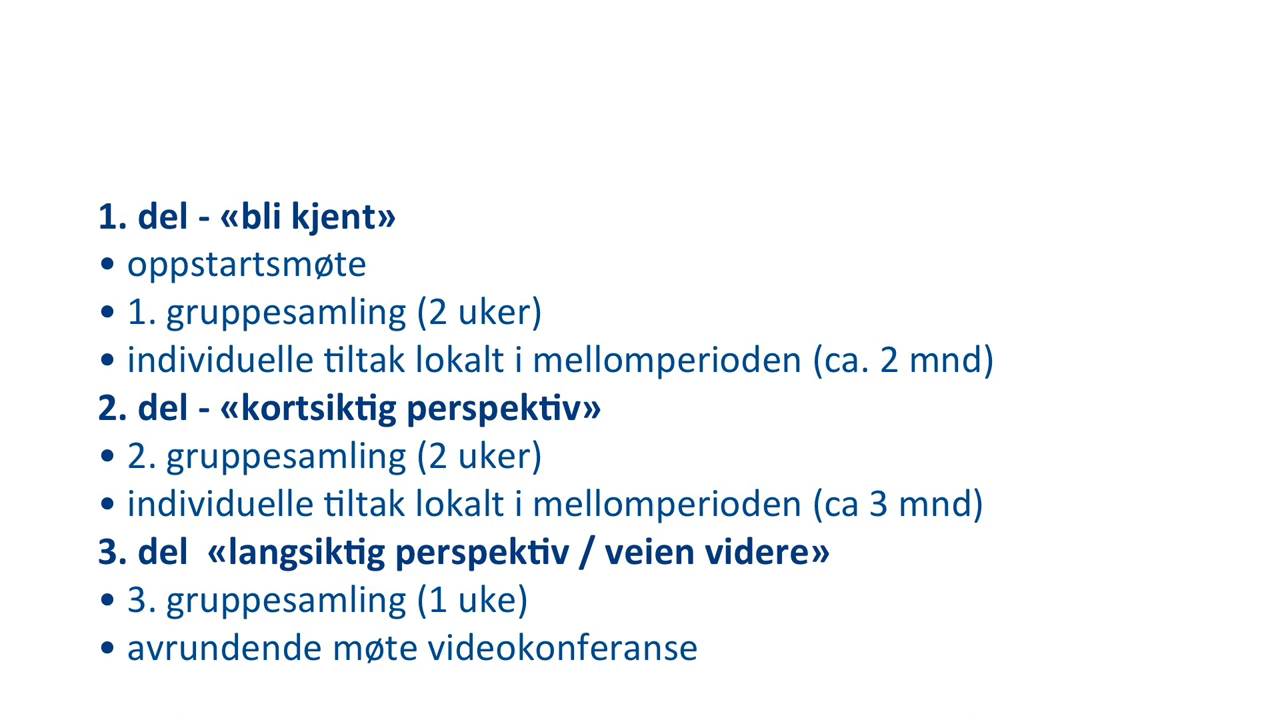 1. del - «bli kjent»
• oppstartsmøte
• 1. gruppesamling (2 uker)
• individuelle tiltak lokalt i mellomperioden (ca. 2 mnd)
2. del - «kortsiktig perspektiv»
• 2. gruppesamling (2 uker)
• individuelle tiltak lokalt i mellomperioden (ca 3 mnd)
3. del  «langsiktig perspektiv / veien videre»
• 3. gruppesamling (1 uke)
• avrundende møte videokonferanse